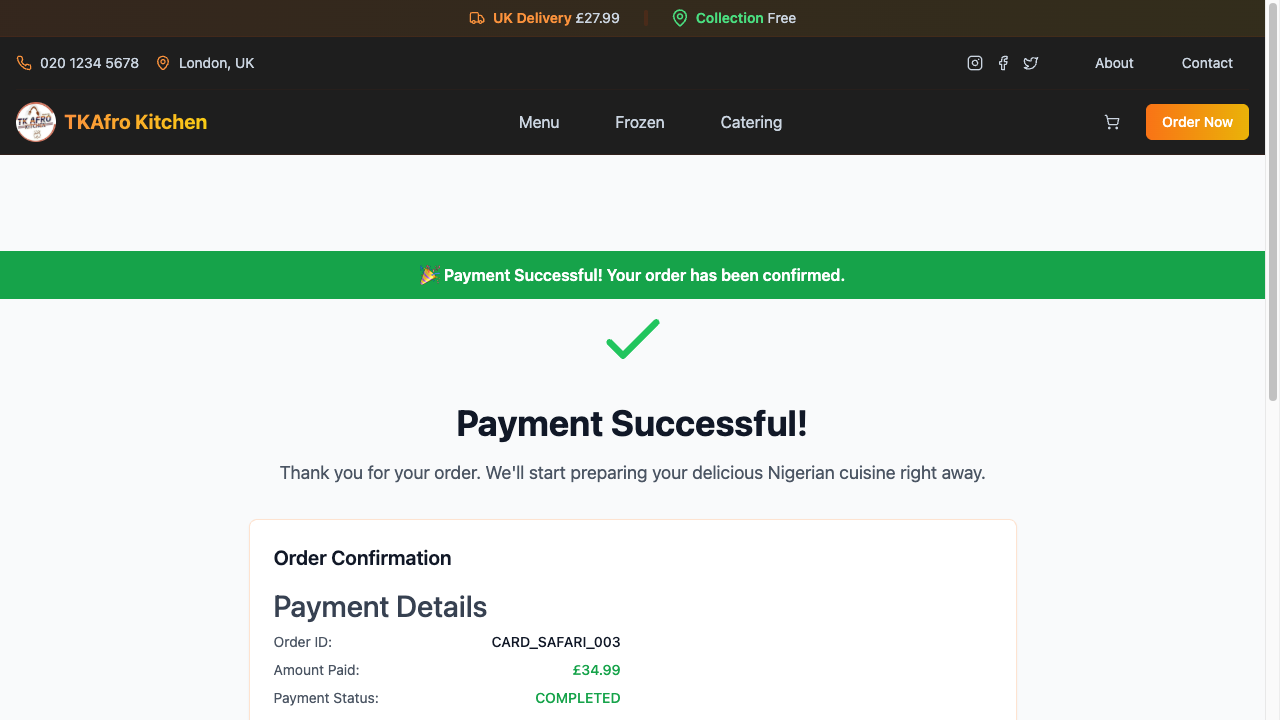 UK Delivery £27.99 Collection Free
020 1234 5678 London, UK About Contact
TK AFRO KITCHEN TKAfro Kitchen Menu Frozen Catering Order Now
🎉 Payment Successful! Your order has been confirmed.
Payment Successful!
Thank you for your order. We'll start preparing your delicious Nigerian cuisine right away.
Order Confirmation
Payment Details
Order ID: CARD_SAFARI_003
Amount Paid: £34.99
Payment Status: COMPLETED